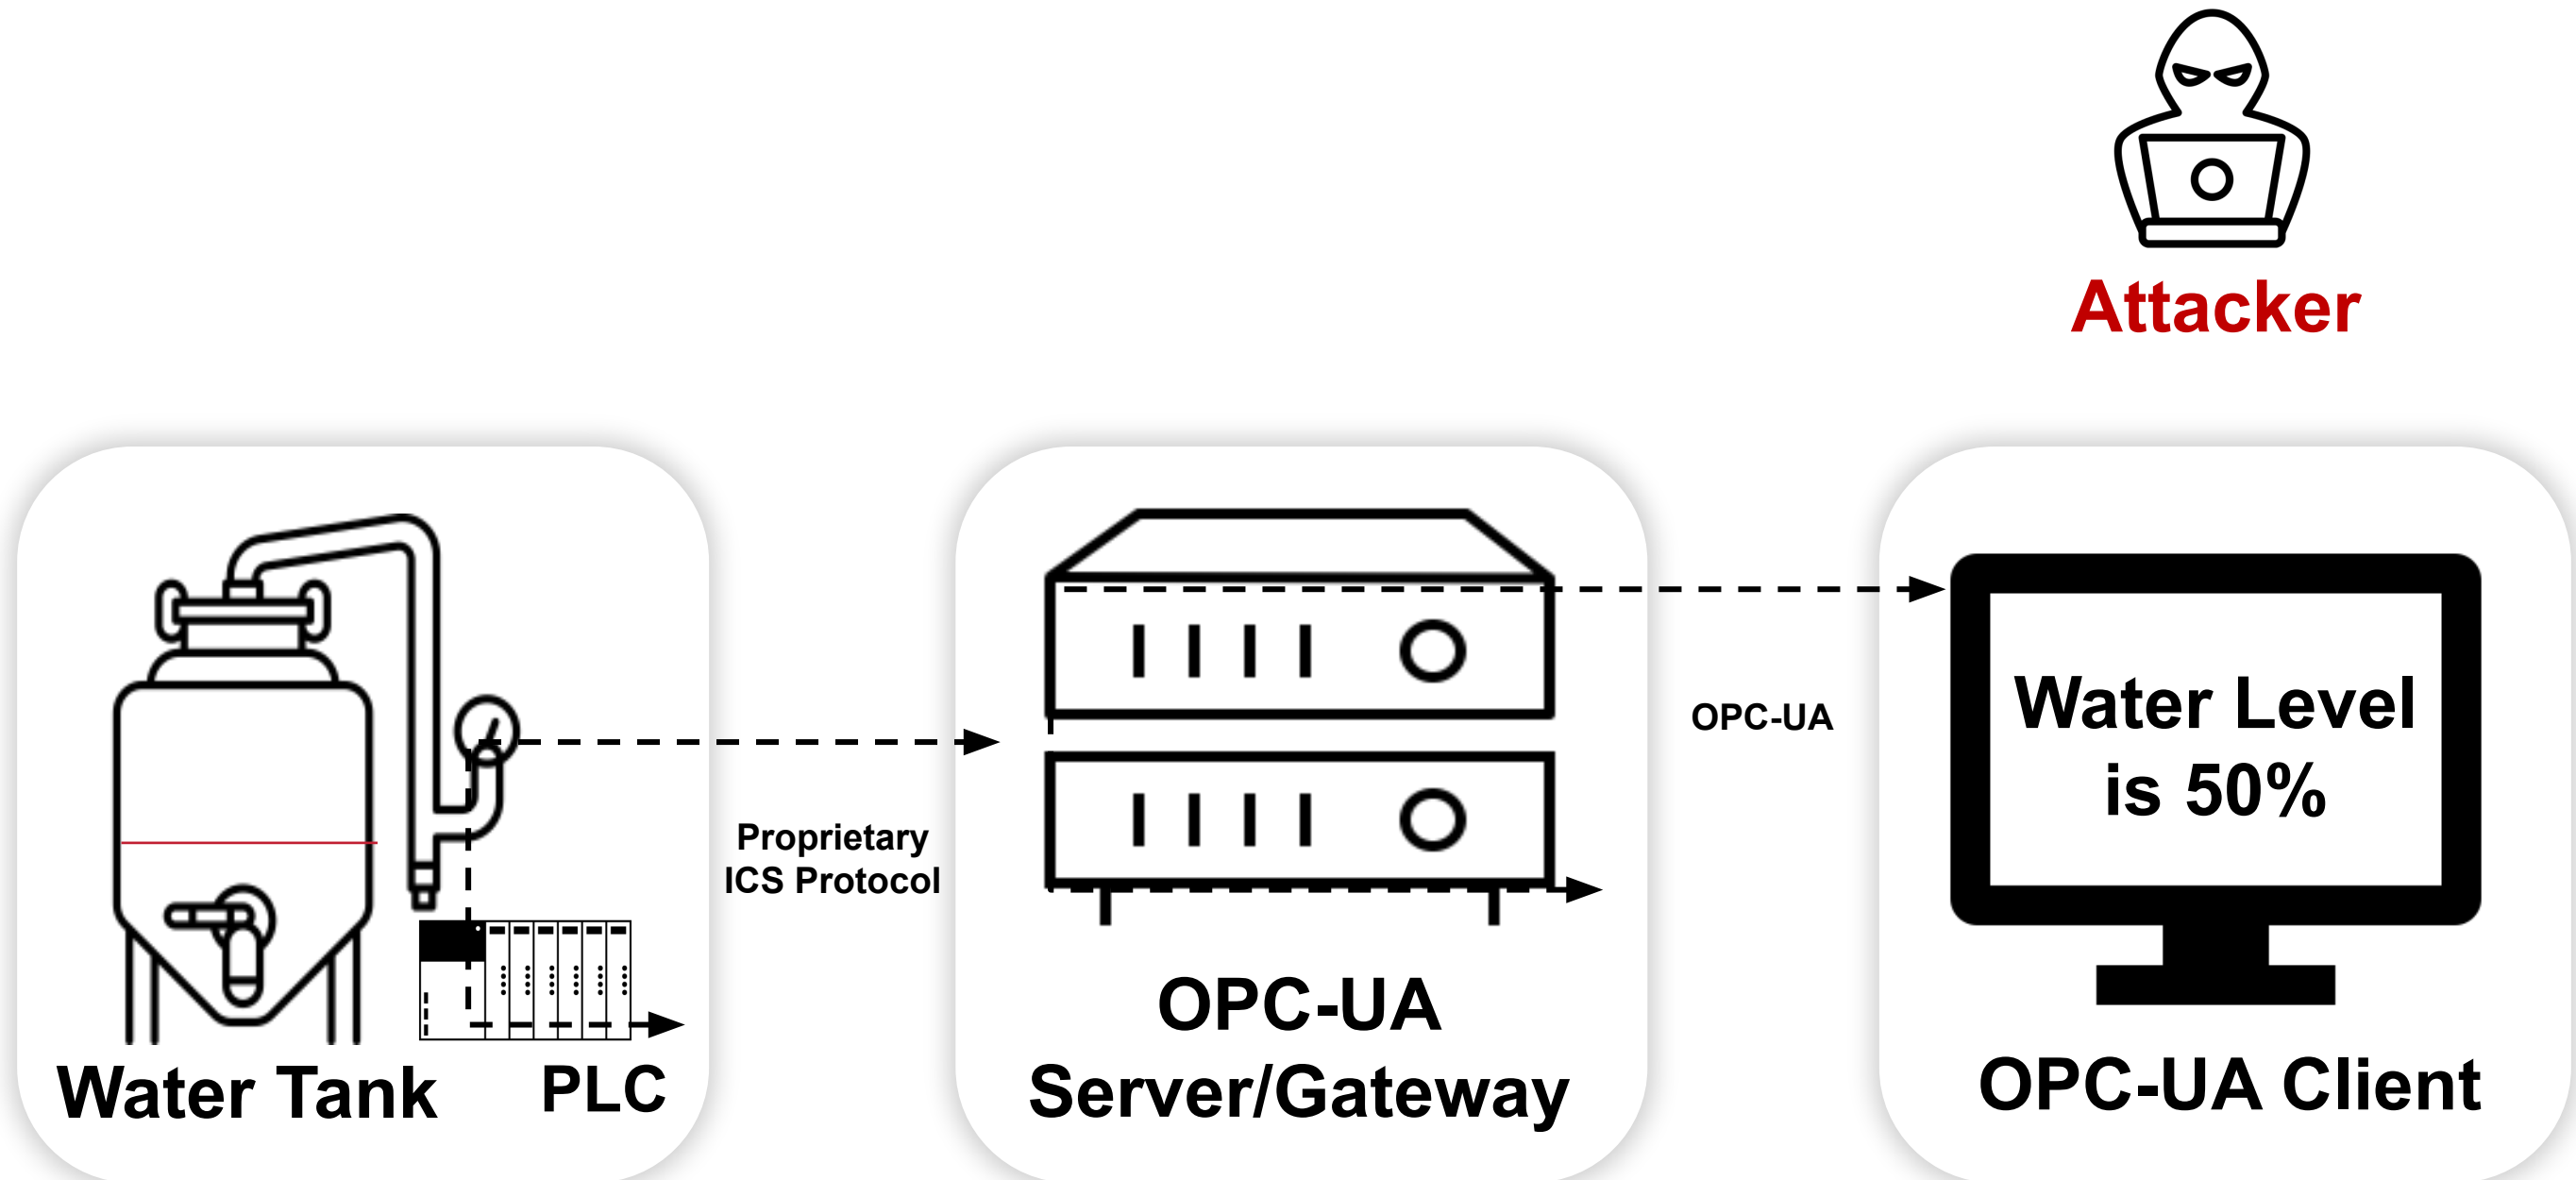 Attacker
Water Level
is 50%
OPC-UA
Proprietary
ICS Protocol
Water Tank
PLC
OPC-UA
Server/Gateway
OPC-UA Client